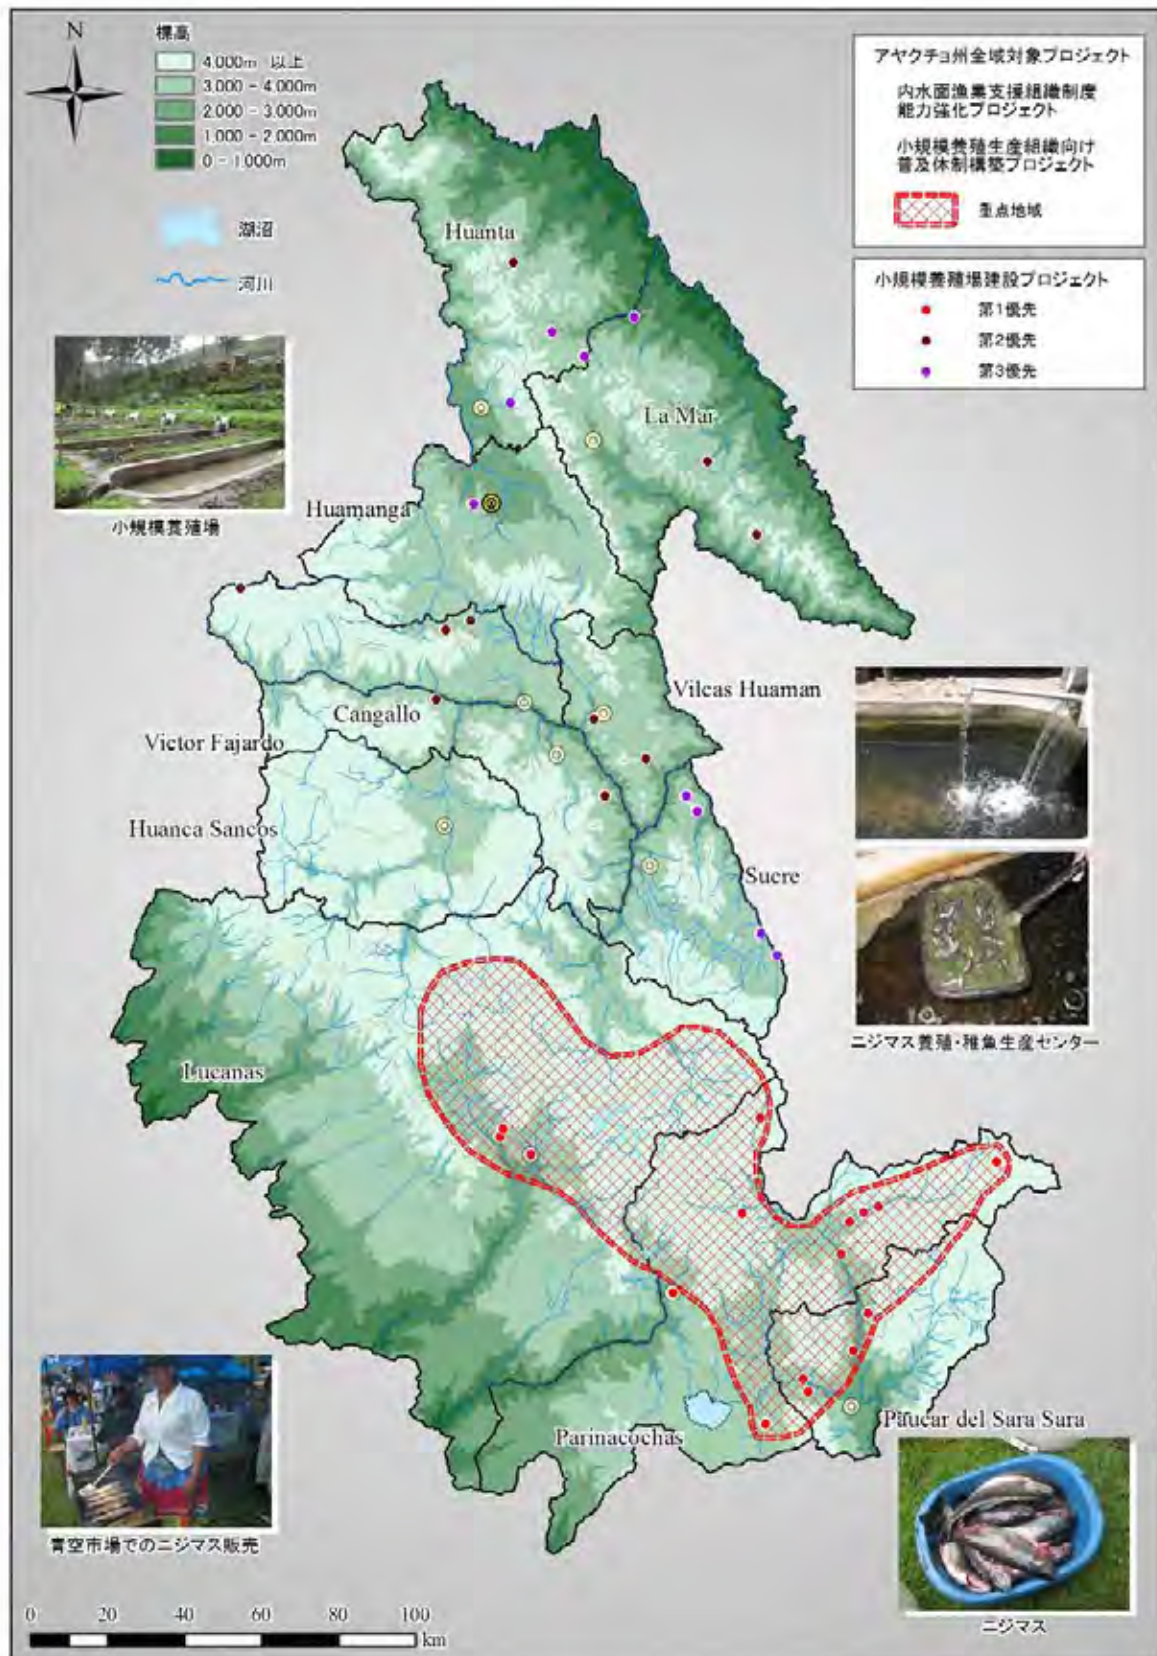 N
標高
4.000m 以上
3.000 - 4.000m
2.000 - 3.000m
1.000 - 2.000m
0 - 1.000m
湖沼
河川
アヤクチョ州全域対象プロジェクト
内水面漁業支援組織制度
能力強化プロジェクト
小規模養殖生産組織向け
普及体制構築プロジェクト
重点地域
小規模養殖場建設プロジェクト
第1優先
第2優先
第3優先
Huanta
La Mar
小規模養殖場
Huamanga
Vilcas Huaman
Cangallo
Victor Fajardo
Huanca Sancos
Sucre
ニジマス養殖・稚魚生産センター
Lucanas
Parinacochas
Paucar del Sara Sara
青空市場でのニジマス販売
ニジマス
0 20 40 60 80 100
km